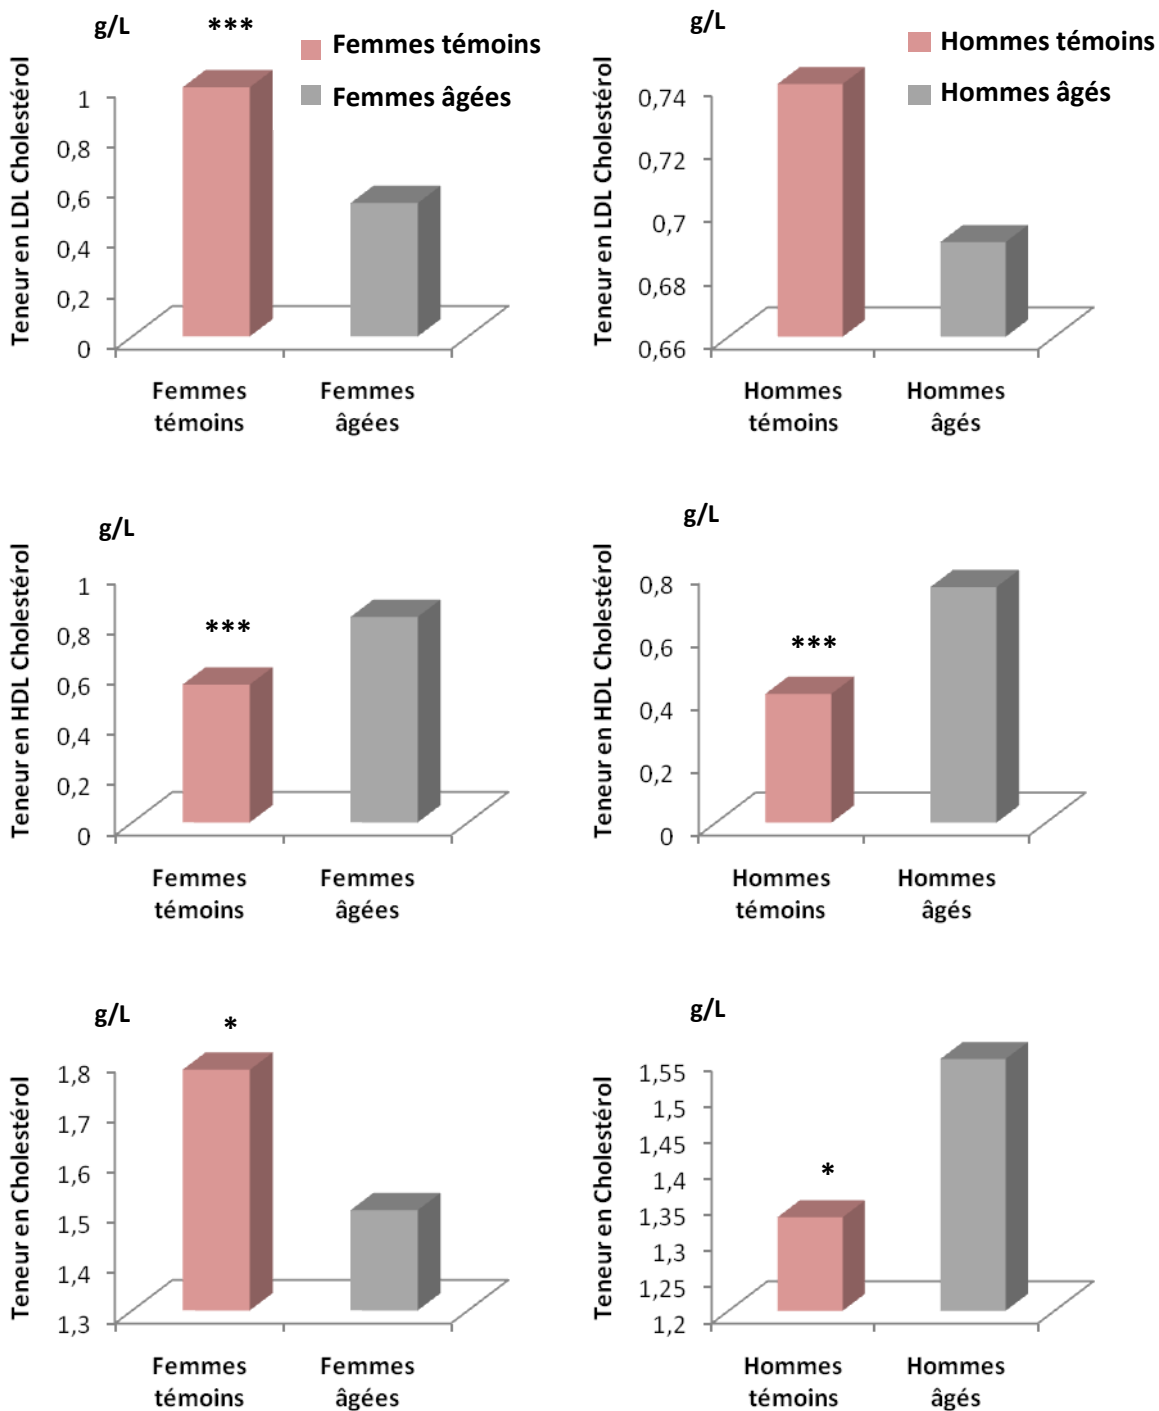 g/L
***
Femmes témoins
Femmes âgées
Teneur en LDL Cholestérol
1
0,8
0,6
0,4
0,2
0
Femmes
témoins
Femmes
âgées
g/L
Hommes témoins
Hommes âgés
Teneur en LDL Cholestérol
0,74
0,72
0,7
0,68
0,66
Hommes
témoins
Hommes
âgés
g/L
Teneur en HDL Cholestérol
1
0,8
0,6
0,4
0,2
0
***
Femmes
témoins
Femmes
âgées
g/L
Teneur en HDL Cholestérol
0,8
0,6
0,4
0,2
0
***
Hommes
témoins
Hommes
âgés
g/L
*
Teneur en Cholestérol
1,8
1,7
1,6
1,5
1,4
1,3
Femmes
témoins
Femmes
âgées
g/L
Teneur en Cholestérol
1,55
1,5
1,45
1,4
1,35
1,3
1,25
1,2
*
Hommes
témoins
Hommes
âgés